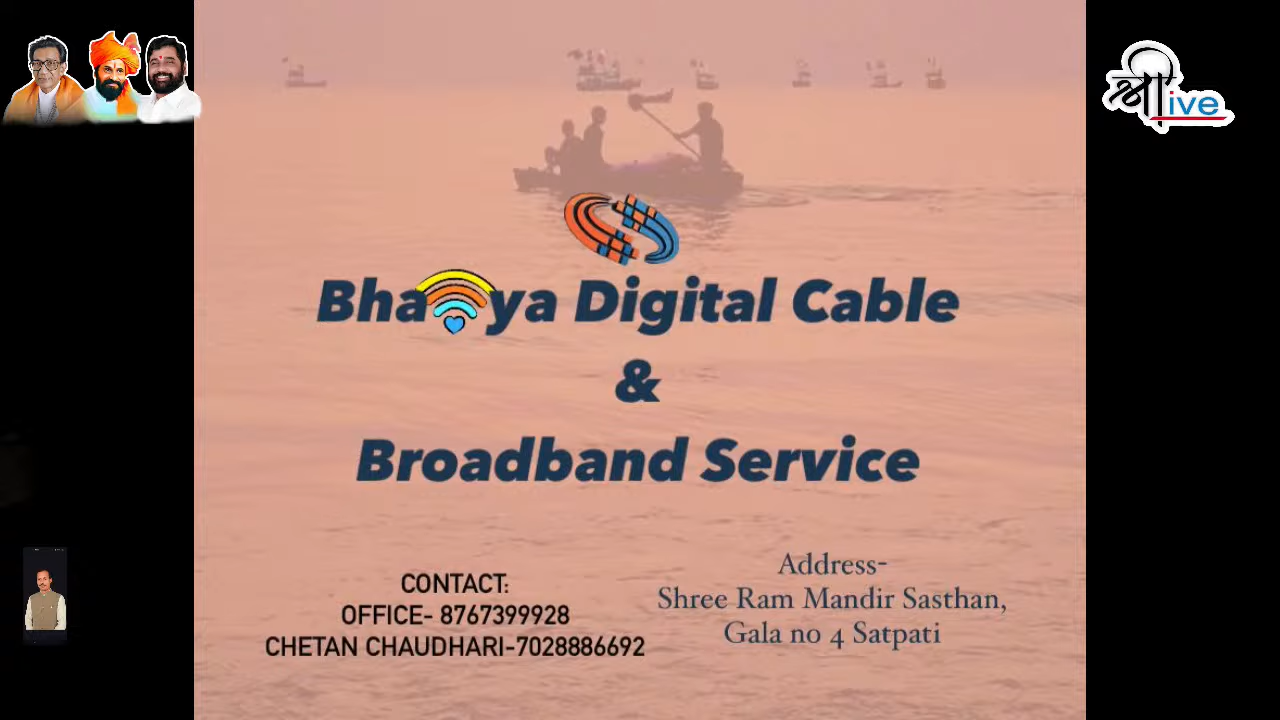 श्री live
Bhavya Digital Cable
&
Broadband Service
CONTACT:
OFFICE- 8767399928
CHETAN CHAUDHARI-7028886692
Address-
Shree Ram Mandir Sasthan,
Gala no 4 Satpati